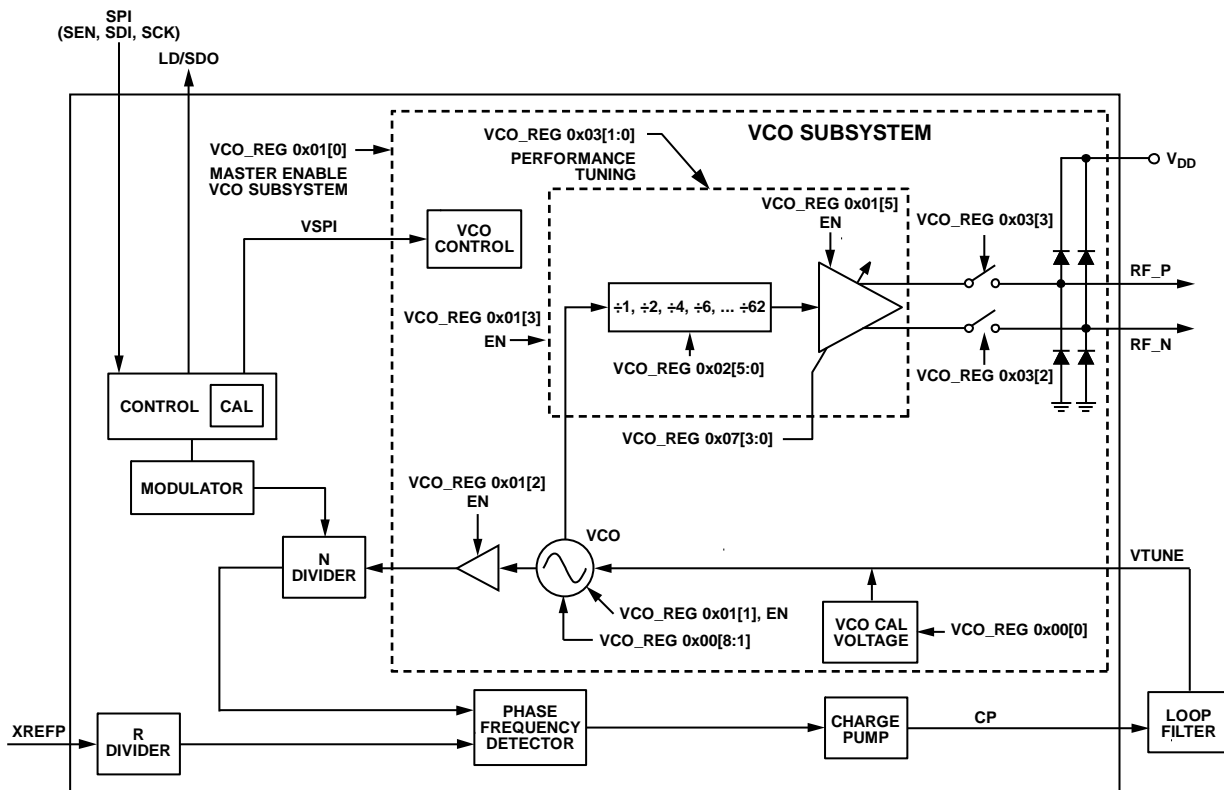 SPI
(SEN, SDI, SCK)
LD/SDO
VCO_REG 0x01[0]
MASTER ENABLE
VCO SUBSYSTEM
VCO_REG 0x03[1:0]
PERFORMANCE
TUNING
VCO SUBSYSTEM
VDD
VSPI
VCO
CONTROL
VCO_REG 0x01[5]
EN
VCO_REG 0x03[3]
RF_P
VCO_REG 0x01[3]
EN
÷1, ÷2, ÷4, ÷6, ... ÷62
VCO_REG 0x02[5:0]
RF_N
VCO_REG 0x03[2]
CONTROL
CAL
VCO_REG 0x07[3:0]
MODULATOR
VCO_REG 0x01[2]
EN
VCO
N
DIVIDER
VTUNE
VCO_REG 0x01[1], EN
VCO_REG 0x00[8:1]
VCO CAL
VOLTAGE
VCO_REG 0x00[0]
XREFP
R
DIVIDER
PHASE
FREQUENCY
DETECTOR
CHARGE
PUMP
CP
LOOP
FILTER